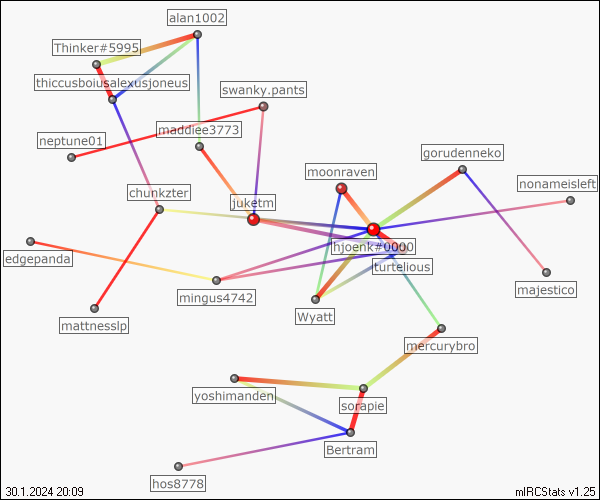 alan1002
Thinker#5995
thiccusboiusalexusjoneus
swanky.pants
maddiee3773
neptune01
gorudenneko
moonraven
nonameisleft
chunkzter
juketm
hjoenk#0000
edgepanda
turtelious
majestico
mingus4742
mattnesslp
Wyatt
mercurybro
yoshimanden
sorapie
Bertram
hos8778
30.1.2024 20:09
mIRCStats v1.25